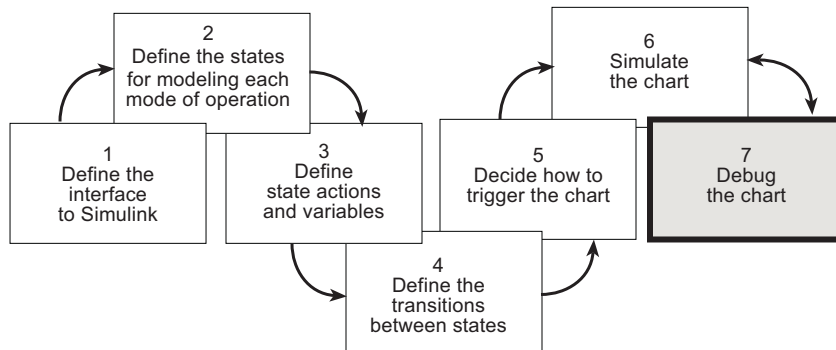 1
Define the
interface
to Simulink
2
Define the states
for modeling each
mode of operation
3
Define
state actions
and variables
4
Define the
transitions
between states
5
Decide how to
trigger the chart
6
Simulate
the chart
7
Debug
the chart